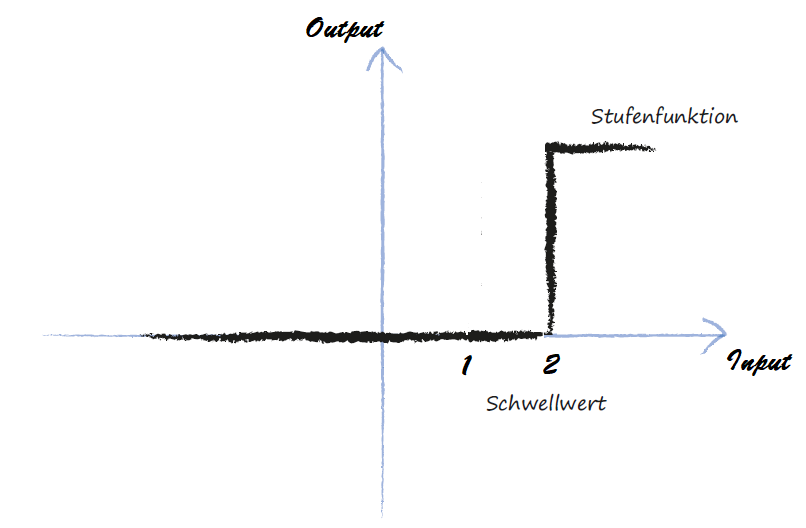 Output
Stufenfunktion
1 2
Input
Schwellwert